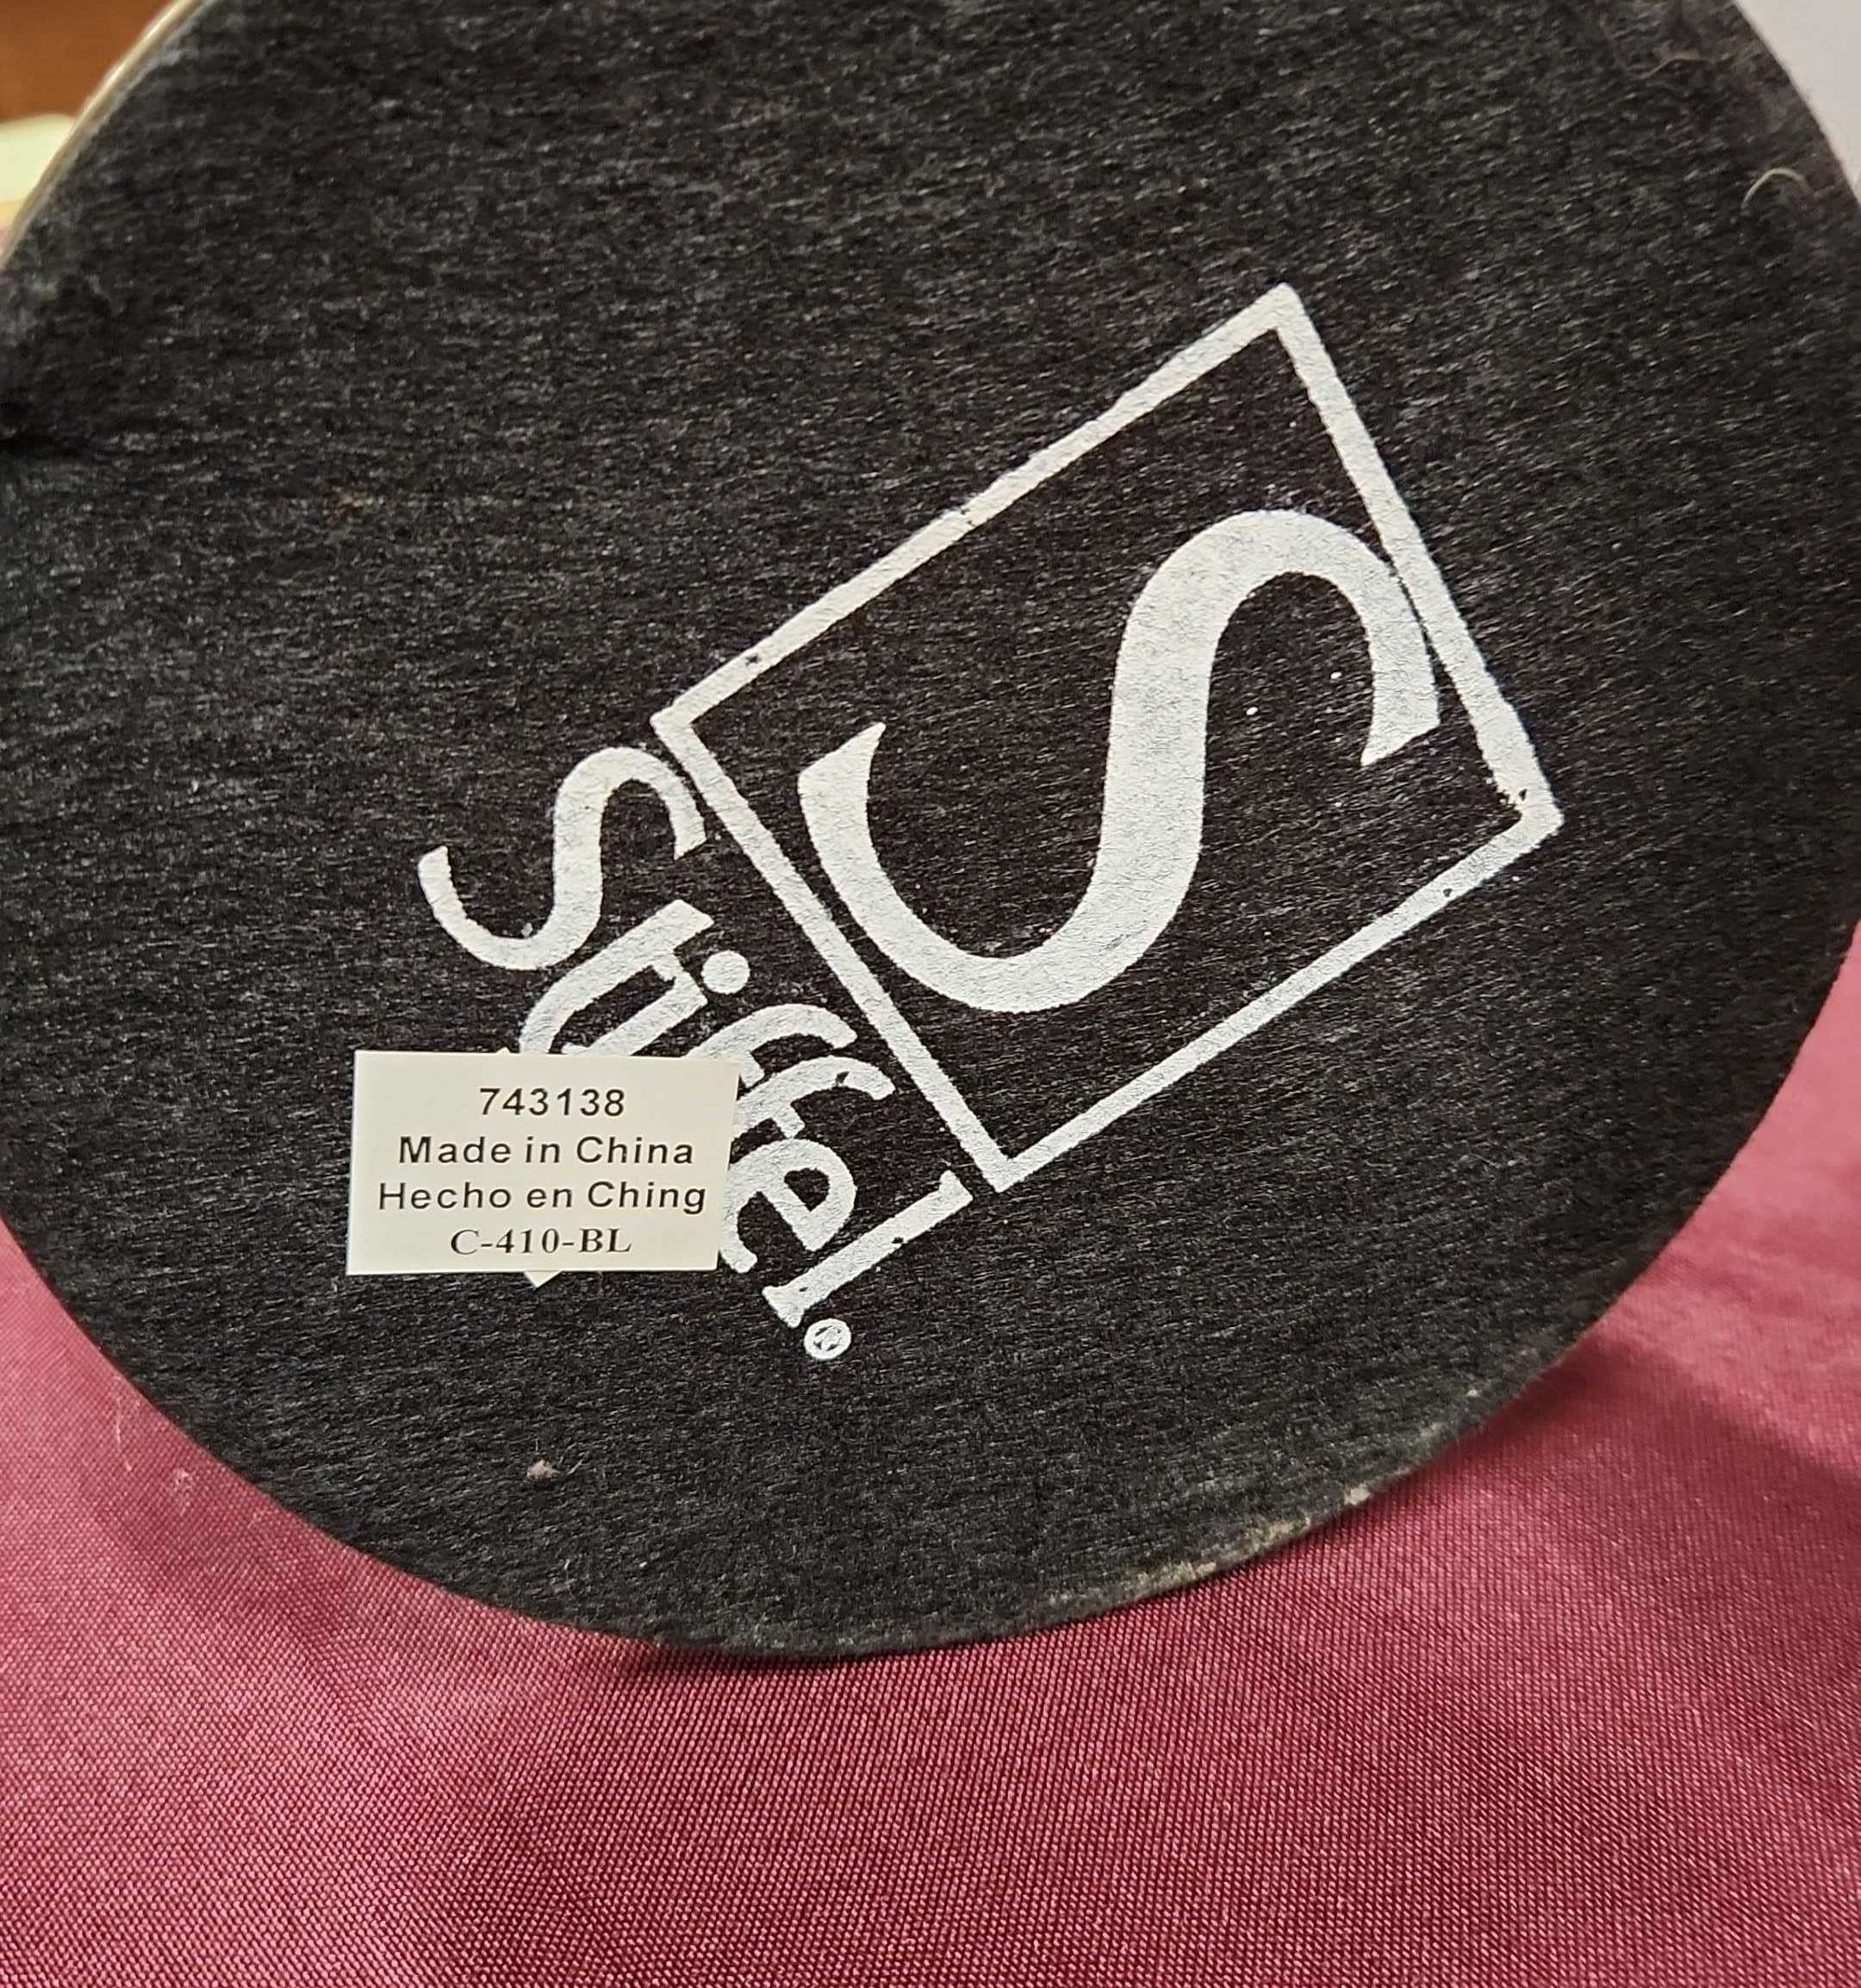 S
Stiffel®
743138
Made in China
Hecho en Ching
C-410-BL